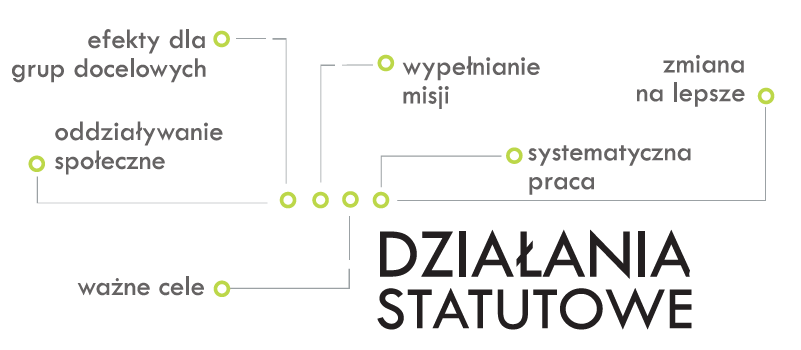 efekty dla
grup docelowych
wypełnianie
misji
zmiana
na lepsze
oddziaływanie
społeczne
systematyczna
praca
ważne cele
DZIAŁANIA
STATUTOWE